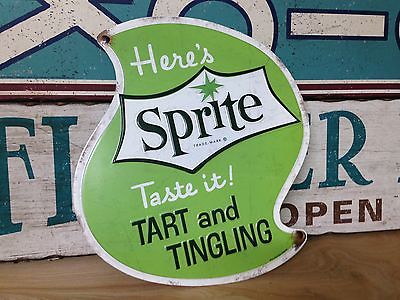 Here's
Sprite
TRADE MARK ®
Taste it!
TART and
TINGLING
OPEN